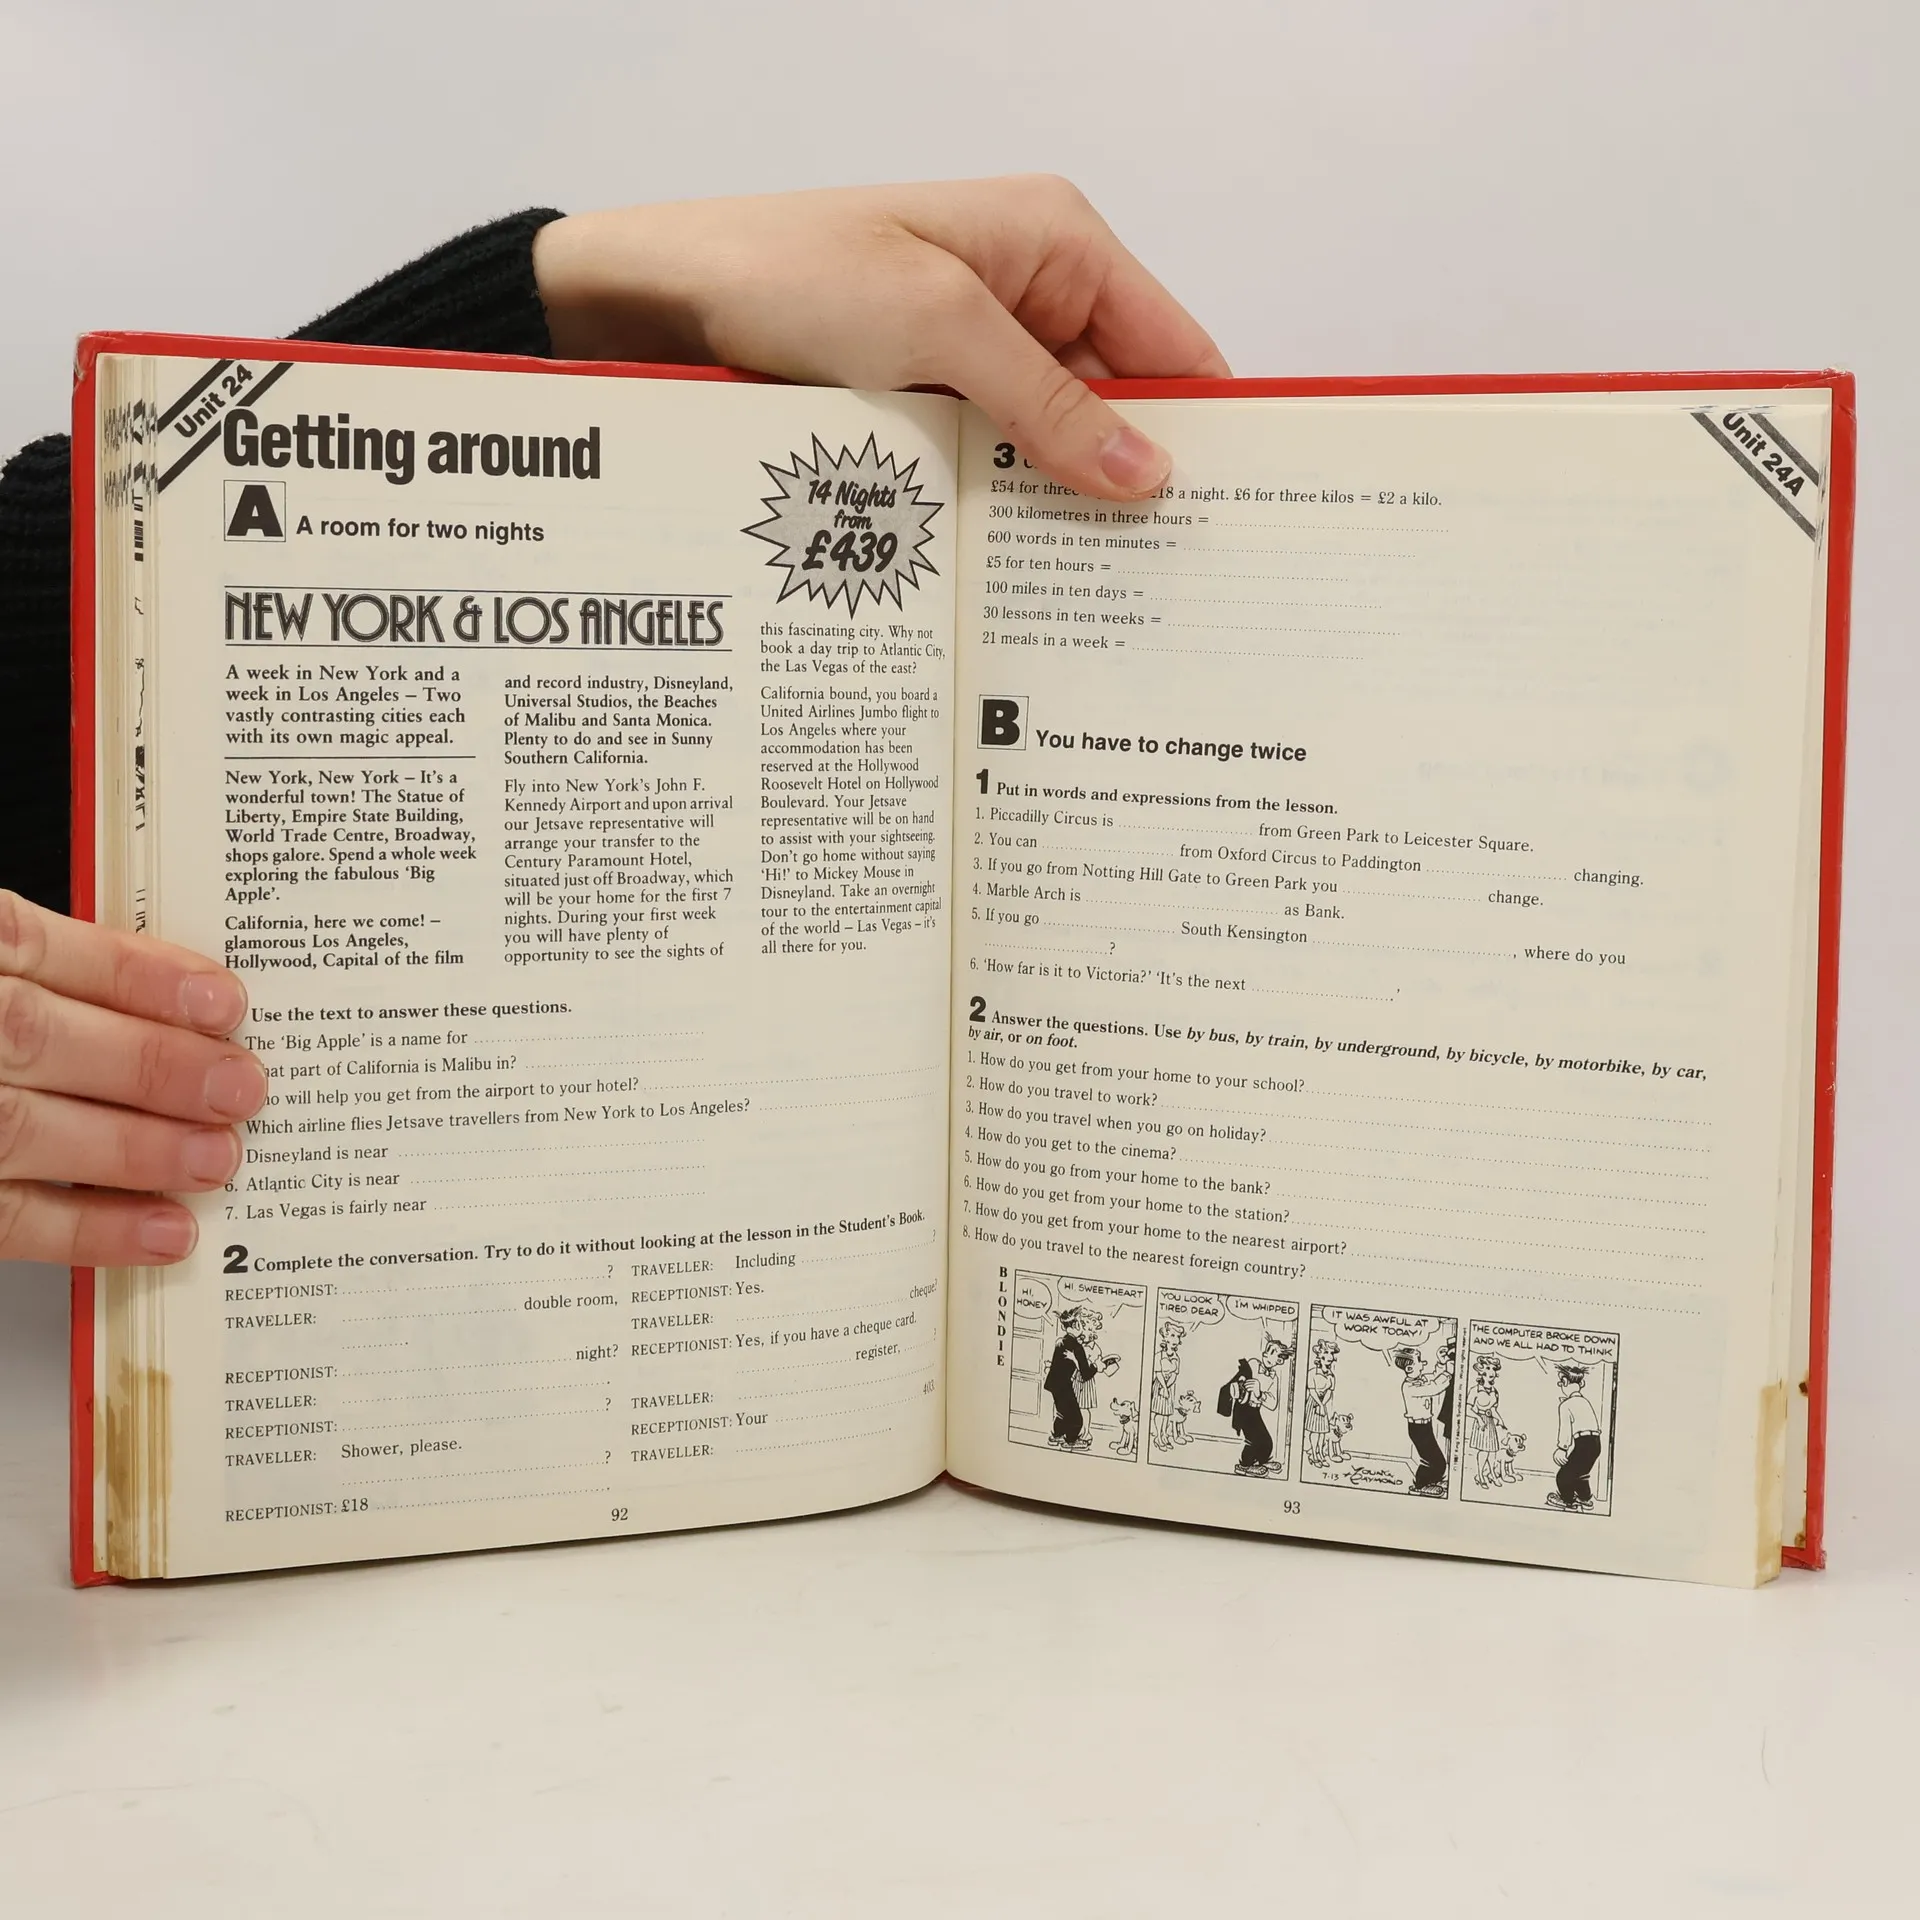 Unit 24
Getting around
A A room for two nights
14 Nights
from
£439
NEW YORK & LOS ANGELES
A week in New York and a
week in Los Angeles – Two
vastly contrasting cities each
with its own magic appeal.
New York, New York – It's a
wonderful town! The Statue of
Liberty, Empire State Building,
World Trade Centre, Broadway,
shops galore. Spend a whole week
exploring the fabulous 'Big
Apple'.
California, here we come! –
glamorous Los Angeles,
Hollywood, Capital of the film
and record industry, Disneyland,
Universal Studios, the Beaches
of Malibu and Santa Monica.
Plenty to do and see in Sunny
Southern California.
Fly into New York's John F.
Kennedy Airport and upon arrival
our Jetsave representative will
arrange your transfer to the
Century Paramount Hotel,
situated just off Broadway, which
will be your home for the first 7
nights. During your first week
you will have plenty of
opportunity to see the sights of
this fascinating city. Why not
book a day trip to Atlantic City,
the Las Vegas of the east?
California bound, you board a
United Airlines Jumbo flight to
Los Angeles where your
accommodation has been
reserved at the Hollywood
Roosevelt Hotel on Hollywood
Boulevard. Your Jetsave
representative will be on hand
to assist with your sightseeing.
Don't go home without saying
'Hi!' to Mickey Mouse in
Disneyland. Take an overnight
tour to the entertainment capital
of the world – Las Vegas – it's
all there for you.
Use the text to answer these questions.
The 'Big Apple' is a name for
part of California is Malibu in?
will help you get from the airport to your hotel?
Which airline flies Jetsave travellers from New York to Los Angeles?
Disneyland is near
6. Atlantic City is near
7. Las Vegas is fairly near
2 Complete the conversation. Try to do it without looking at the lesson in the Student's Book.
RECEPTIONIST: ?
TRAVELLER: double room,
RECEPTIONIST: night?
TRAVELLER: .
RECEPTIONIST: ?
TRAVELLER: Shower, please.
?
RECEPTIONIST: £18 .
TRAVELLER: Including ?
RECEPTIONIST: Yes.
TRAVELLER: cheque?
RECEPTIONIST: Yes, if you have a cheque card.
register, !
TRAVELLER:
RECEPTIONIST: Your 403.
TRAVELLER: .
92
Unit 24A
3
£54 for three £18 a night. £6 for three kilos = £2 a kilo.
300 kilometres in three hours =
600 words in ten minutes =
£5 for ten hours =
100 miles in ten days =
30 lessons in ten weeks =
21 meals in a week =
B You have to change twice
1 Put in words and expressions from the lesson.
1. Piccadilly Circus is from Green Park to Leicester Square.
2. You can from Oxford Circus to Paddington changing.
3. If you go from Notting Hill Gate to Green Park you change.
4. Marble Arch is as Bank.
5. If you go South Kensington , where do you
?
6. 'How far is it to Victoria?' 'It's the next .'
2 Answer the questions. Use by bus, by train, by underground, by bicycle, by motorbike, by car,
by air, or on foot.
1. How do you get from your home to your school?
2. How do you travel to work?
3. How do you travel when you go on holiday?
4. How do you get to the cinema?
5. How do you go from your home to the bank?
6. How do you get from your home to the station?
7. How do you get from your home to the nearest airport?
8. How do you travel to the nearest foreign country?
BLONDIE
HI, HONEY
HI, SWEETHEART
YOU LOOK
TIRED DEAR
I'M WHIPPED
IT WAS AWFUL AT
WORK TODAY!
7-13 YOUNG RAYMOND
THE COMPUTER BROKE DOWN
AND WE ALL HAD TO THINK
93